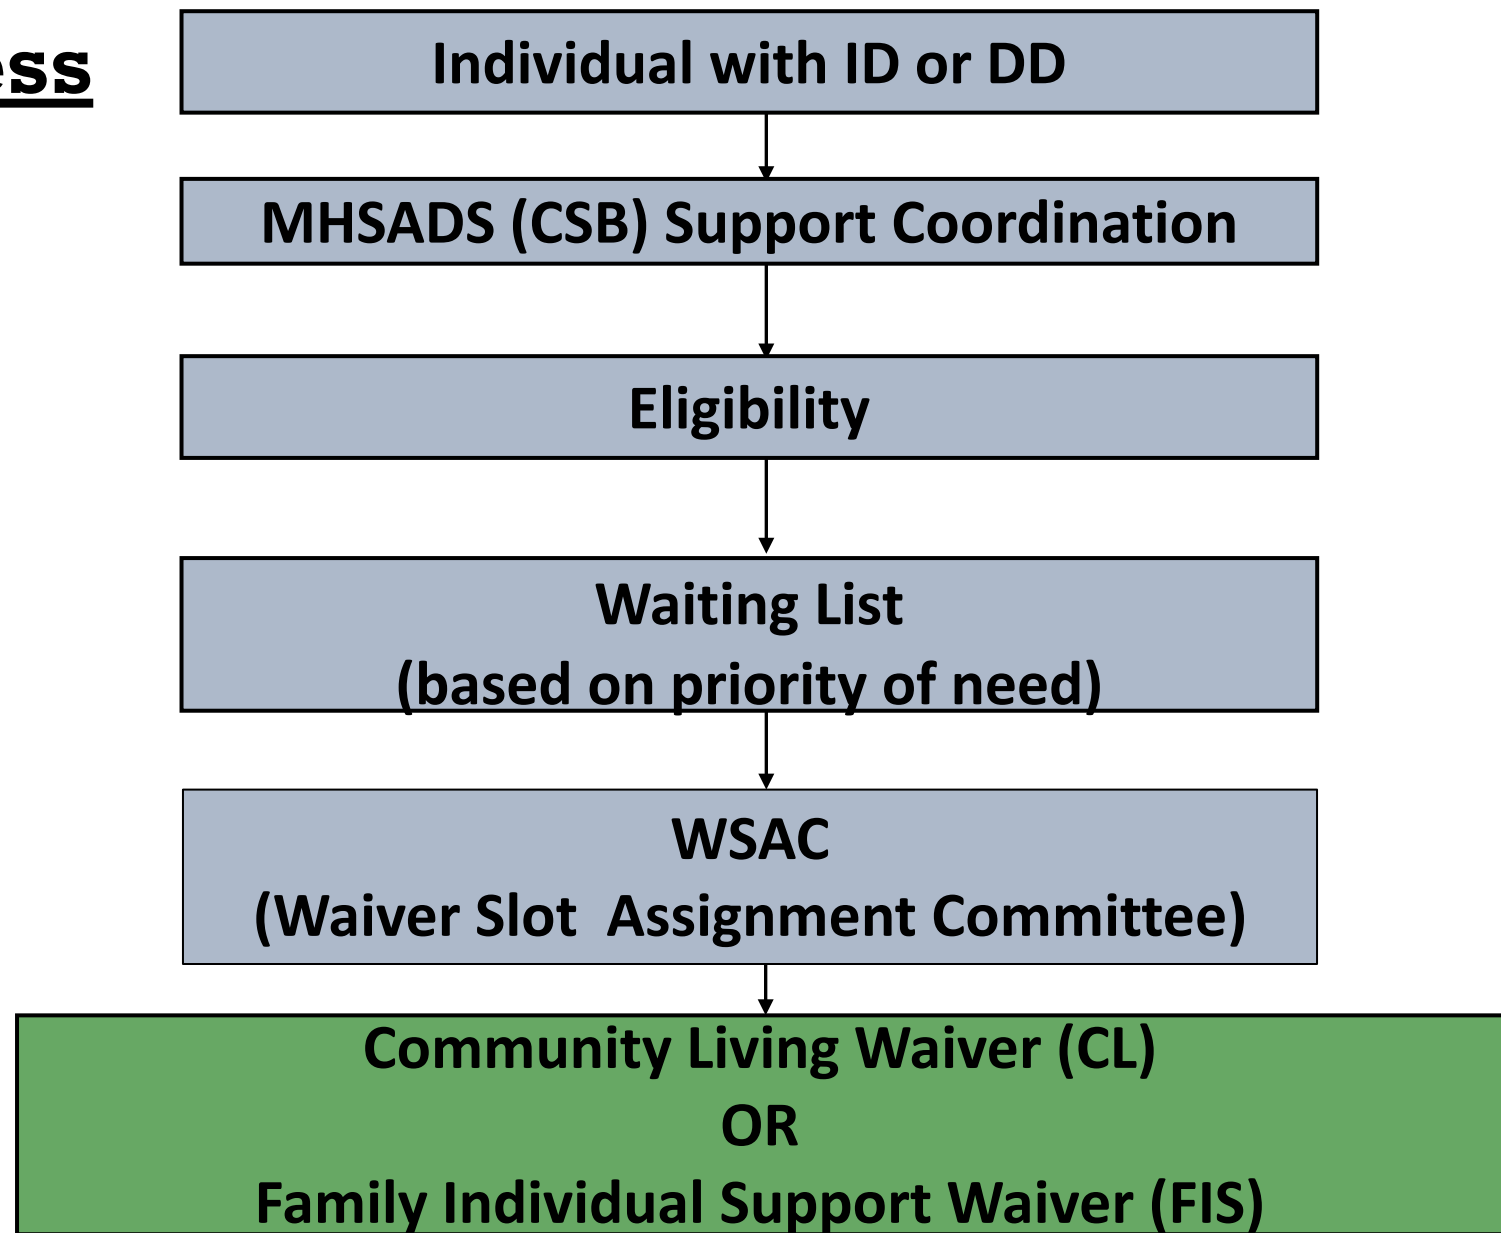 ess
Individual with ID or DD
MHSADS (CSB) Support Coordination
Eligibility
Waiting List
(based on priority of need)
WSAC
(Waiver Slot  Assignment Committee)
Community Living Waiver (CL)
OR
Family Individual Support Waiver (FIS)